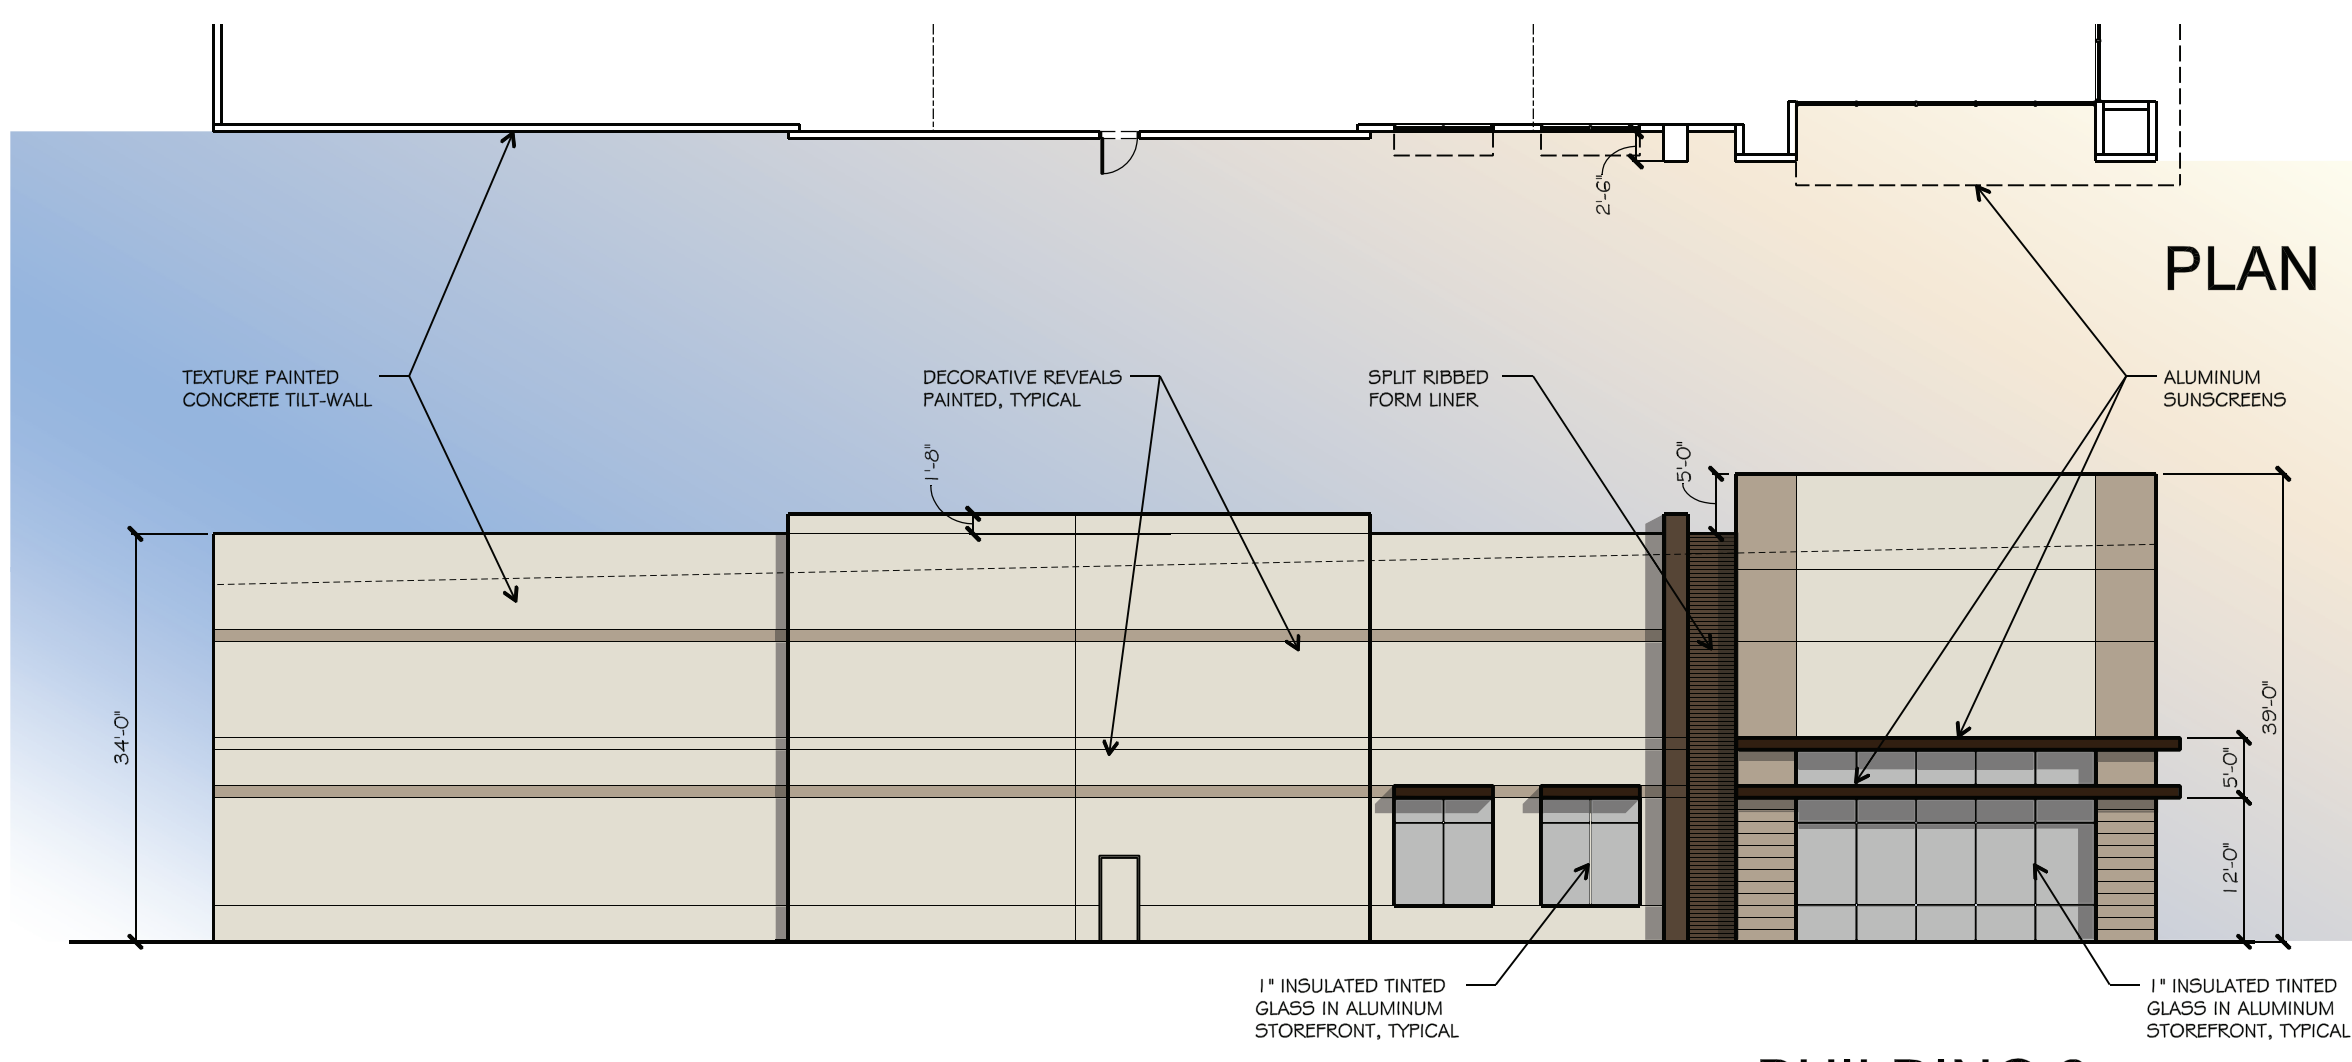 2'-6"
PLAN
TEXTURE PAINTED
CONCRETE TILT-WALL
DECORATIVE REVEALS
PAINTED, TYPICAL
SPLIT RIBBED
FORM LINER
ALUMINUM
SUNSCREENS
1'-8"
5'-0"
34'-0"
39'-0"
5'-0"
12'-0"
1" INSULATED TINTED
GLASS IN ALUMINUM
STOREFRONT, TYPICAL
1" INSULATED TINTED
GLASS IN ALUMINUM
STOREFRONT, TYPICAL